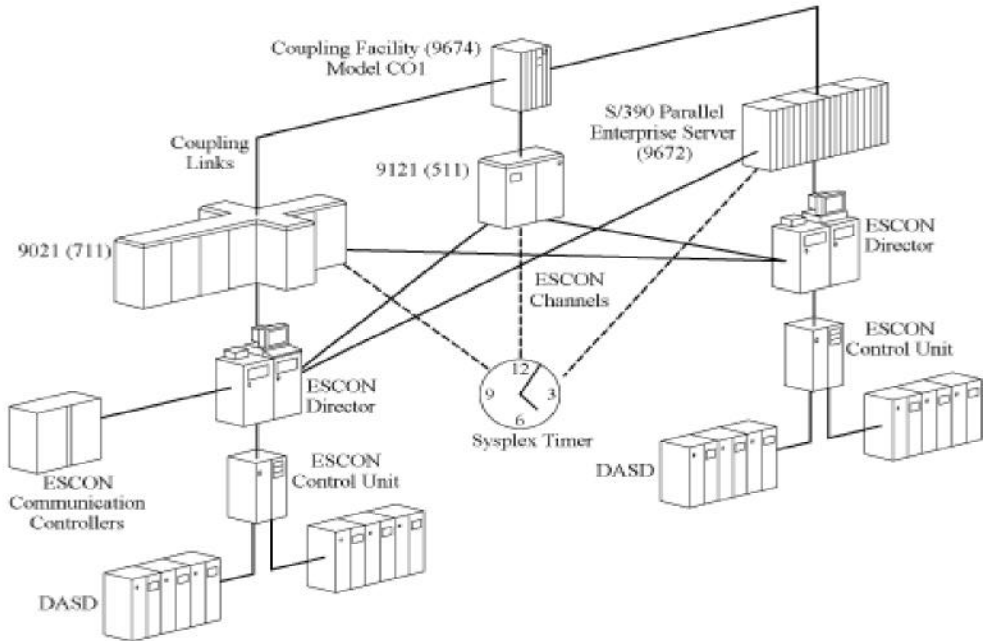 Coupling Facility (9674)
Model CO1
S/390 Parallel
Enterprise Server
(9672)
Coupling
Links
9121 (511)
9021 (711)
ESCON
Director
ESCON
Channels
ESCON
Control Unit
12
9
3
6
ESCON
Director
Sysplex Timer
DASD
ESCON
Control Unit
ESCON
Communication
Controllers
DASD